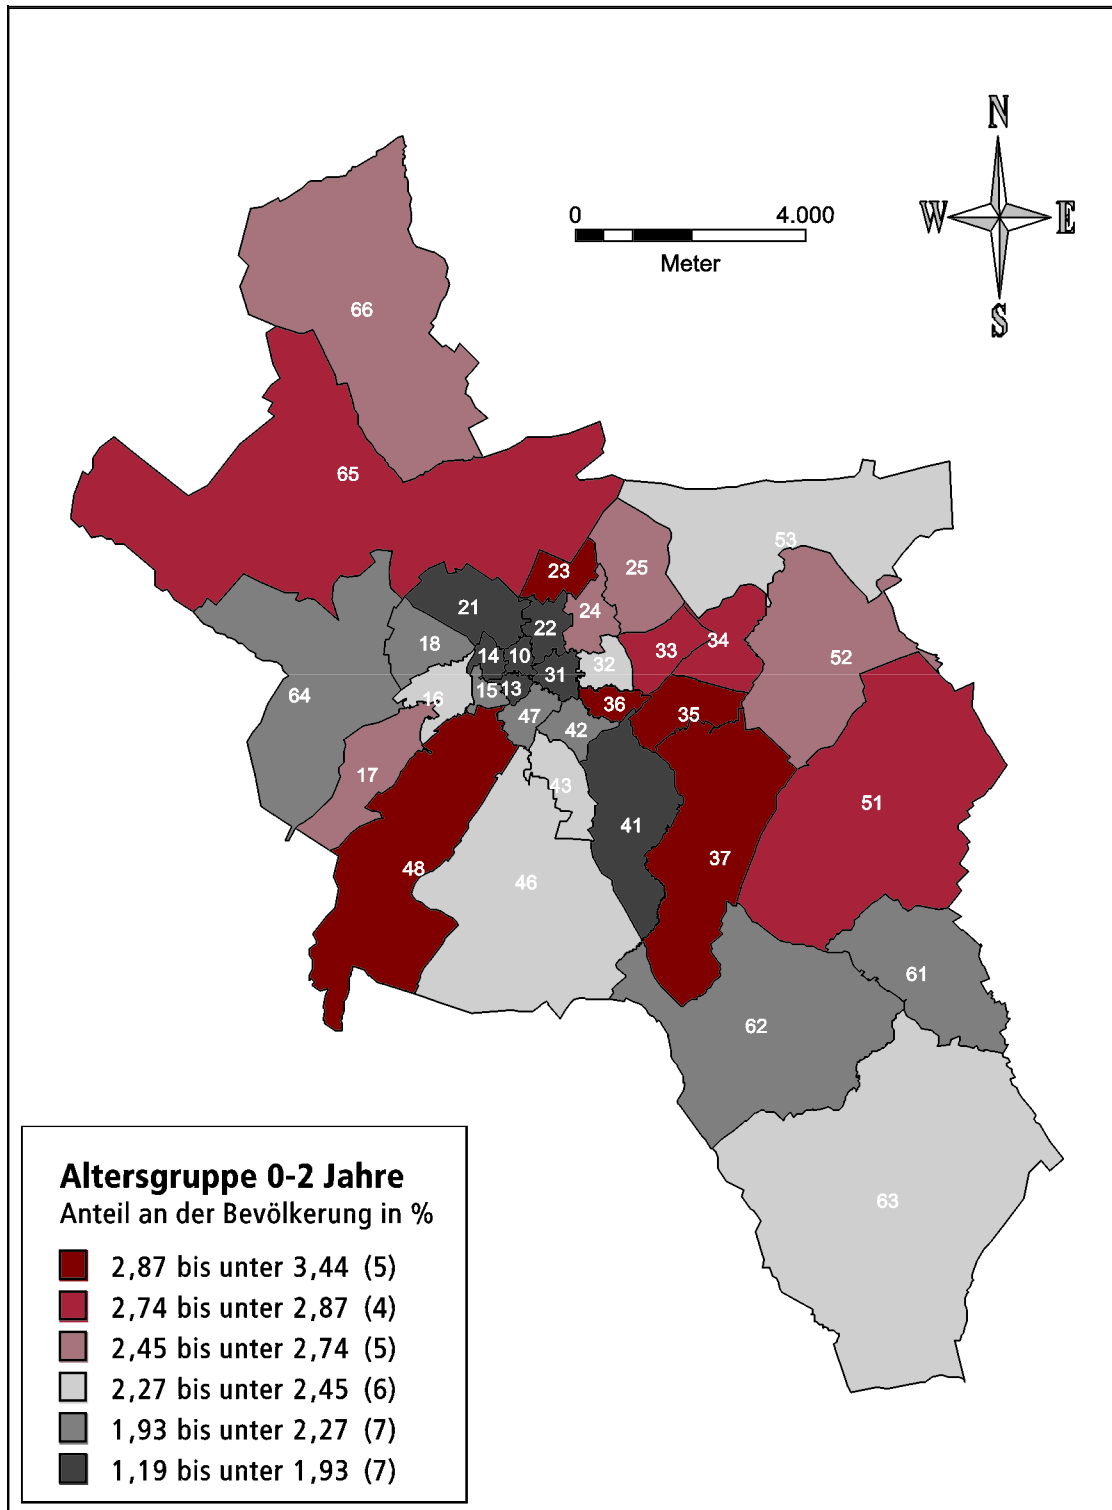 N
0 4.000
W E
Meter
S
66
65
53
23 25
21 24
22
18 34
14 10 33 52
32
31
64 16 15 13
36
47 35
42
17
43
51
41
37
48
46
61
62
63
Altersgruppe 0-2 Jahre
Anteil an der Bevölkerung in %
2,87 bis unter 3,44 (5)
2,74 bis unter 2,87 (4)
2,45 bis unter 2,74 (5)
2,27 bis unter 2,45 (6)
1,93 bis unter 2,27 (7)
1,19 bis unter 1,93 (7)